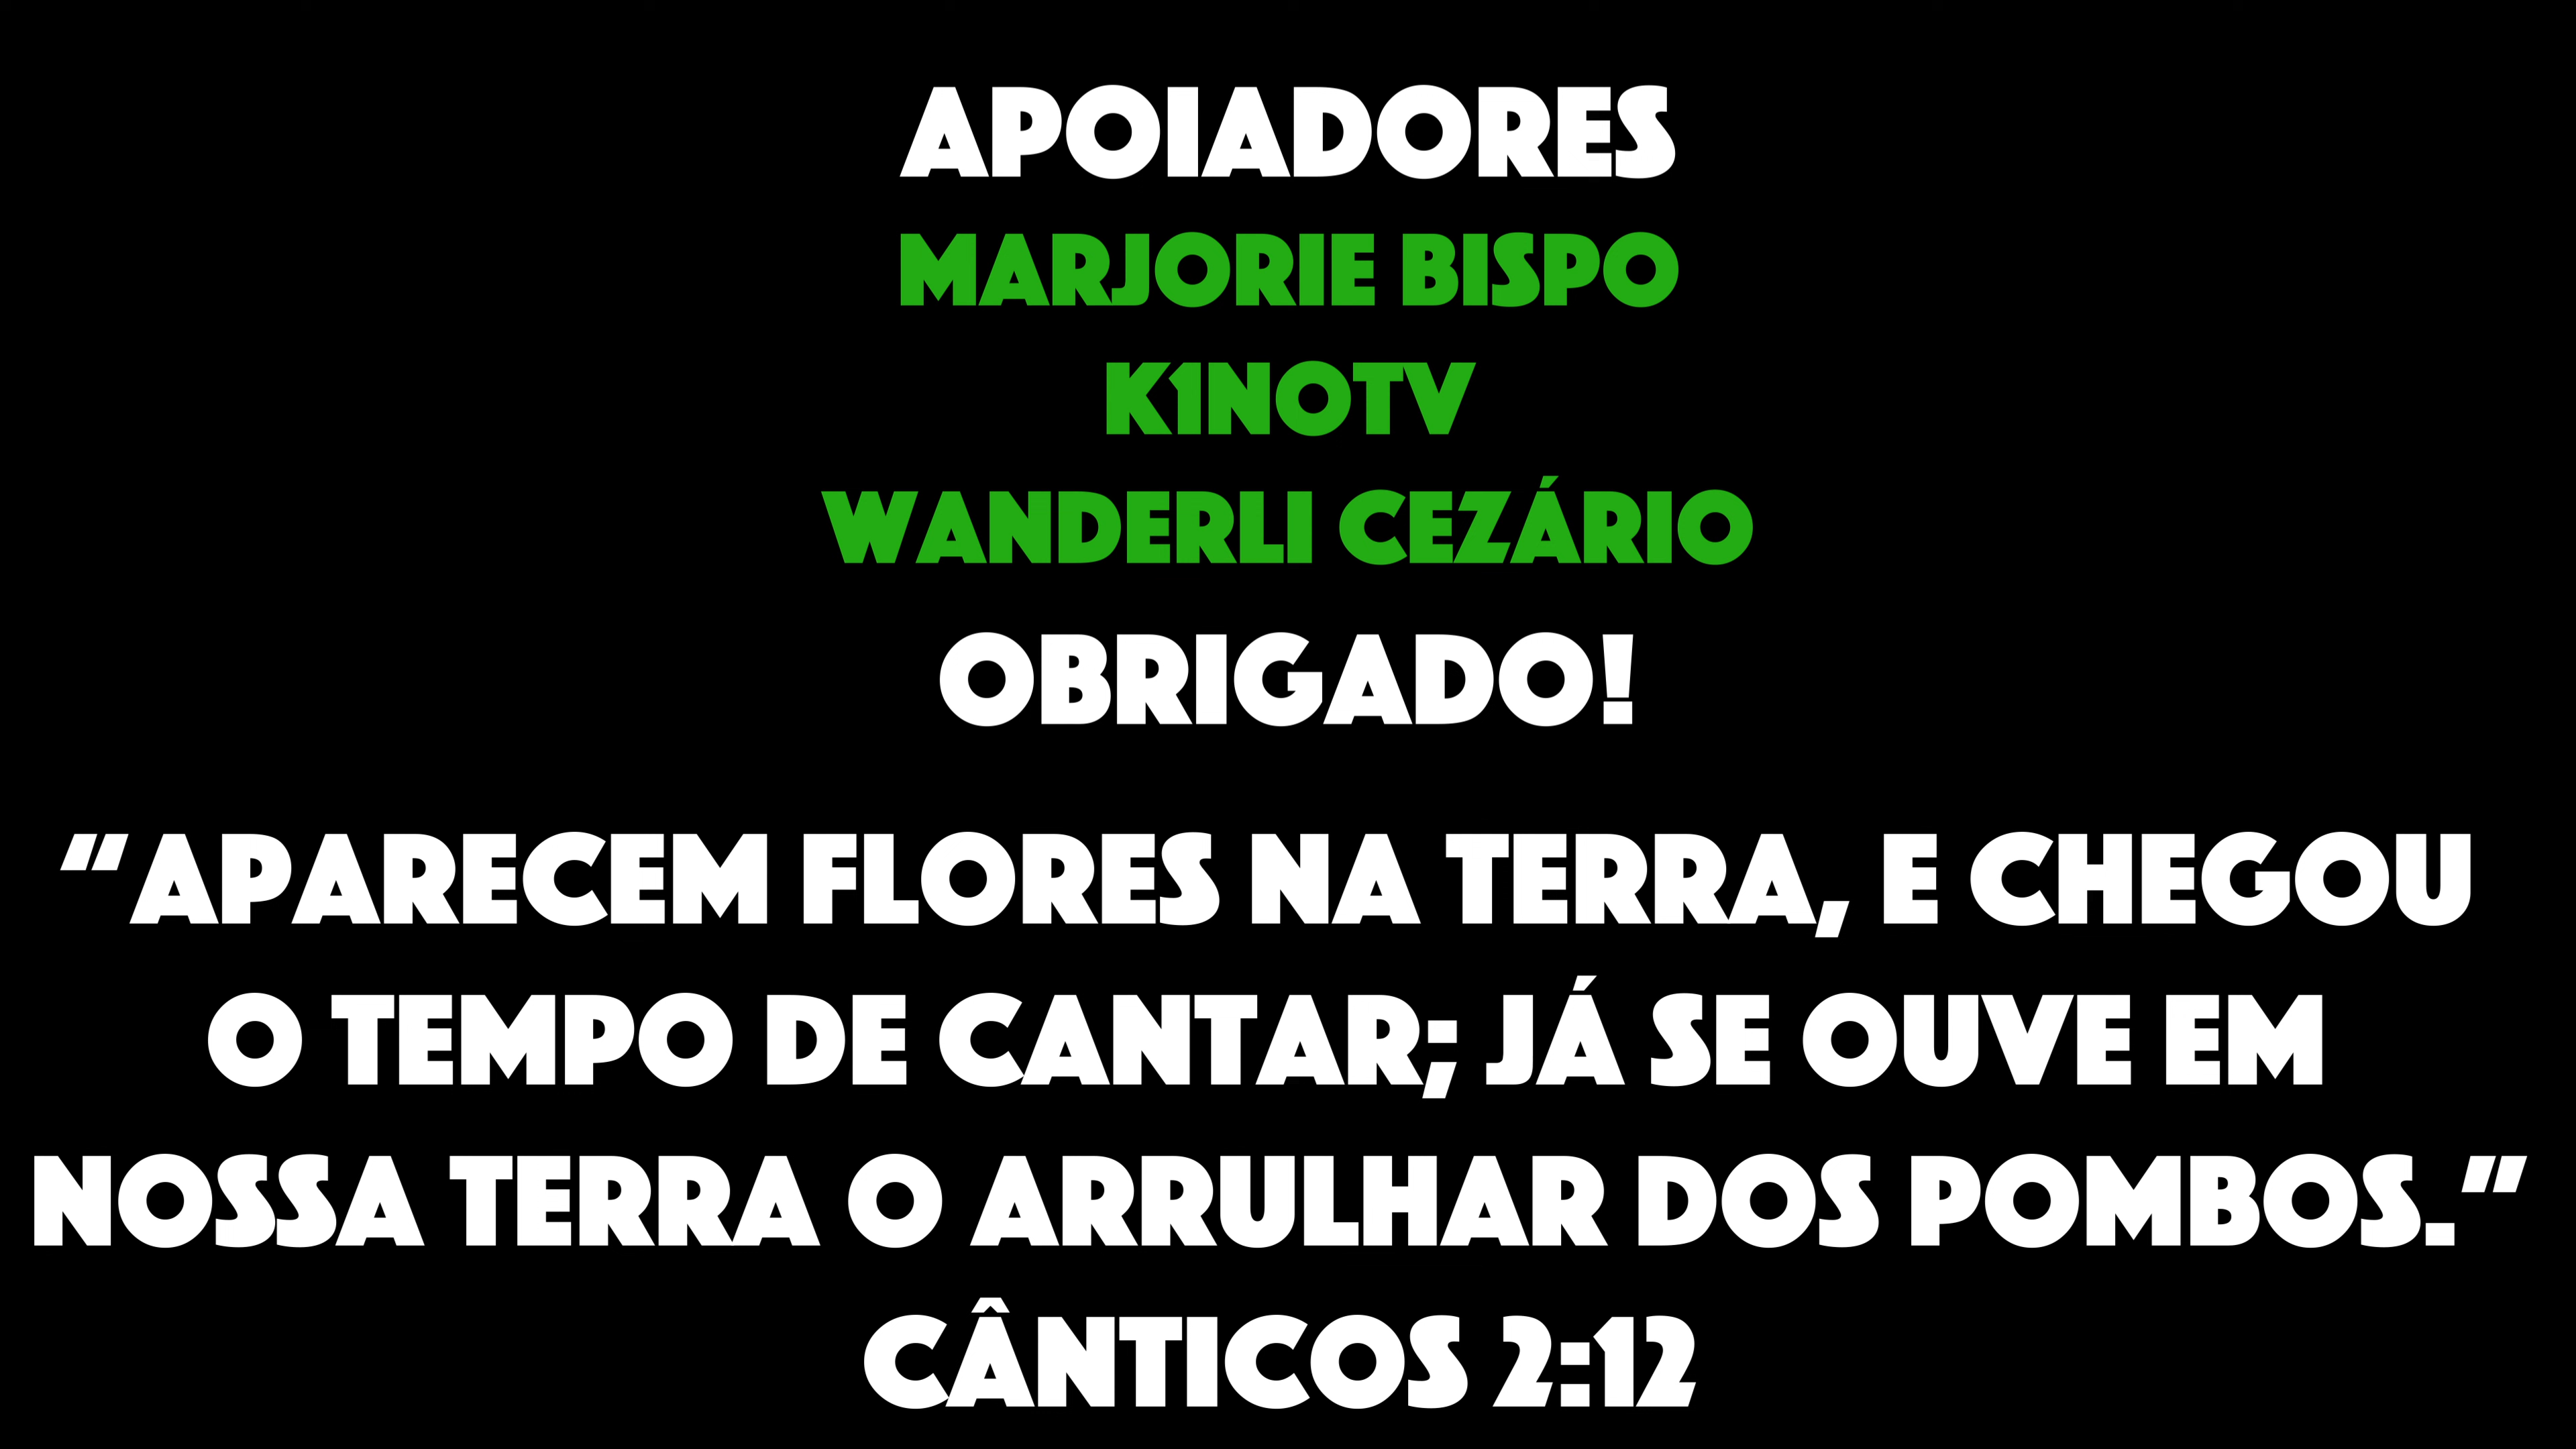 APOIADORES
MARJORIE BISPO
K1NOTV
WANDERLI CEZÁRIO
OBRIGADO!
“APARECEM FLORES NA TERRA, E CHEGOU
O TEMPO DE CANTAR; JÁ SE OUVE EM
NOSSA TERRA O ARRULHAR DOS POMBOS.”
CÂNTICOS 2:12